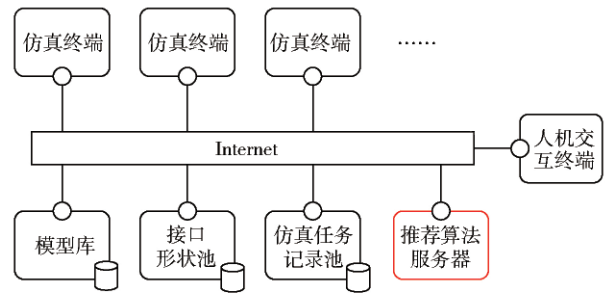 仿真终端
仿真终端
仿真终端
……
Internet
人机交
互终端
模型库
接口
形状池
仿真任务
记录池
推荐算法
服务器